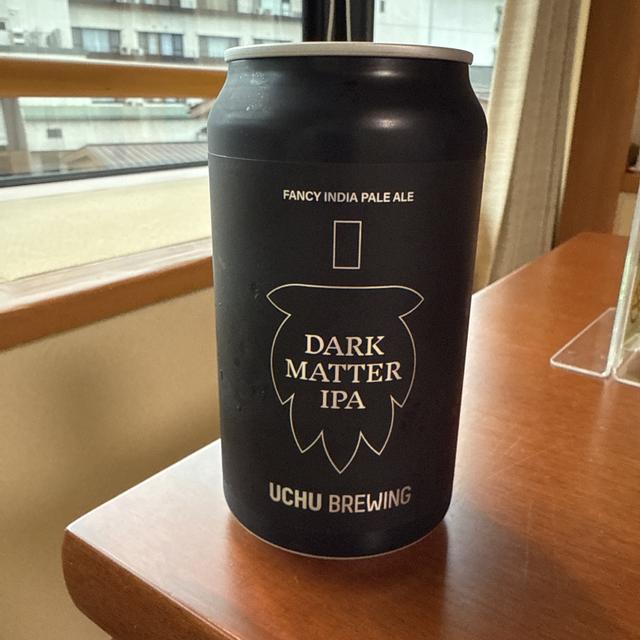 FANCY INDIA PALE ALE
DARK
MATTER
IPA
UCHU BREWING